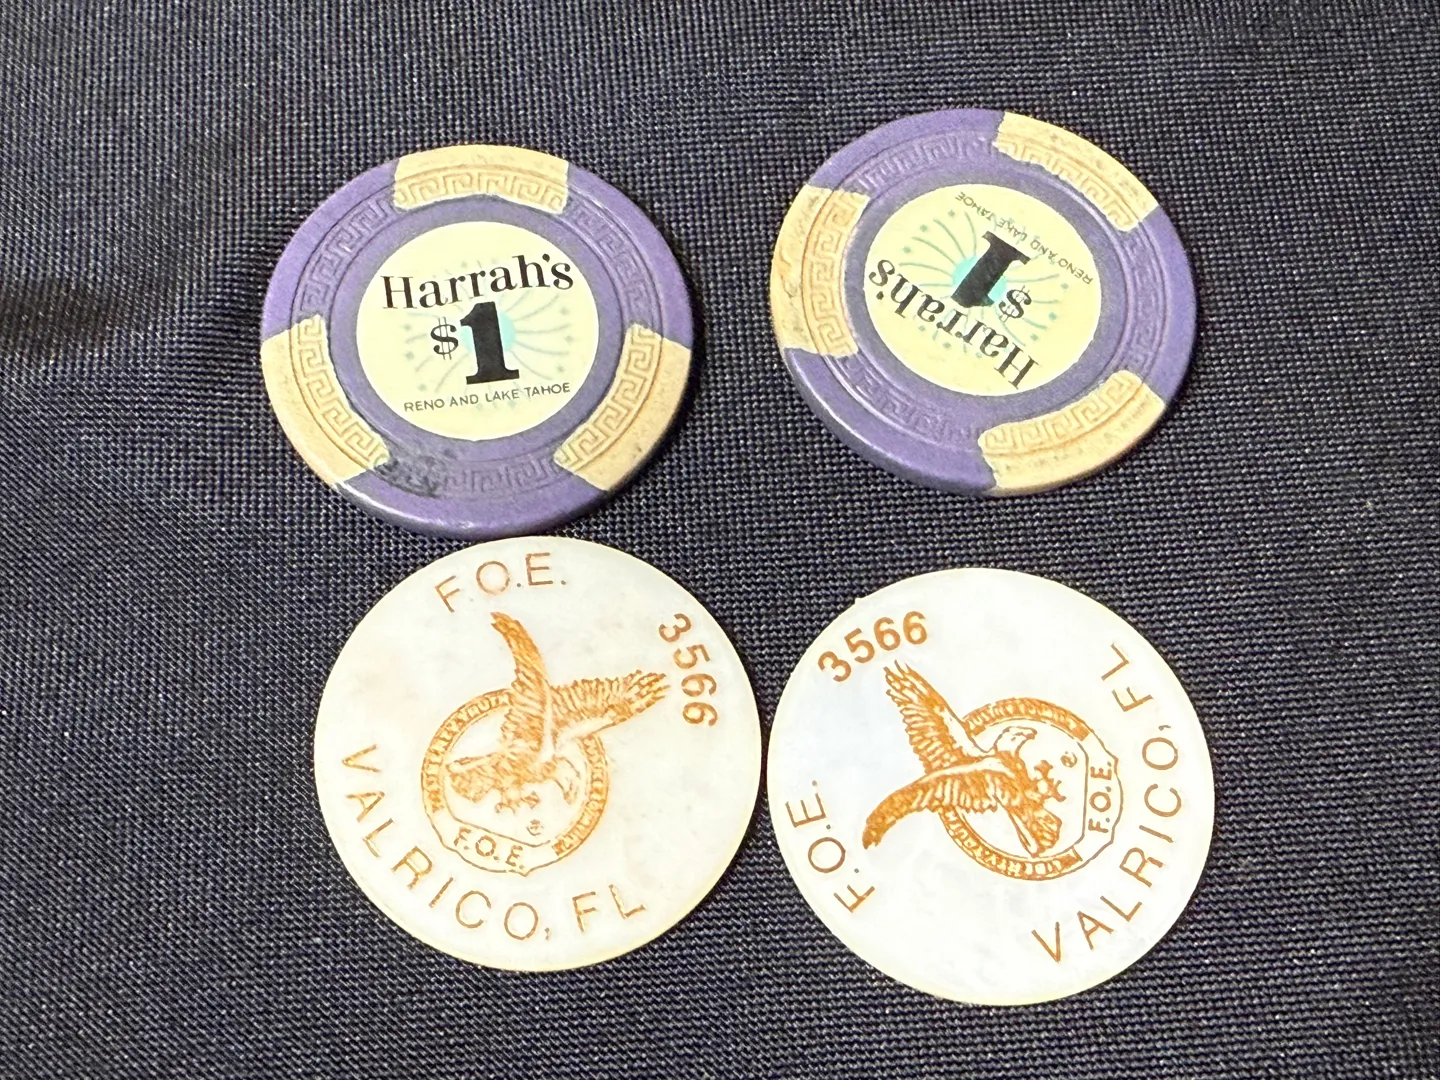 Harrah's
$1
RENO AND LAKE TAHOE
Harrah's
$1
RENO AND LAKE TAHOE
F.O.E.
3566
F.O.E.
VALRICO, FL
3566
F.O.E.
F.O.E.
VALRICO, FL